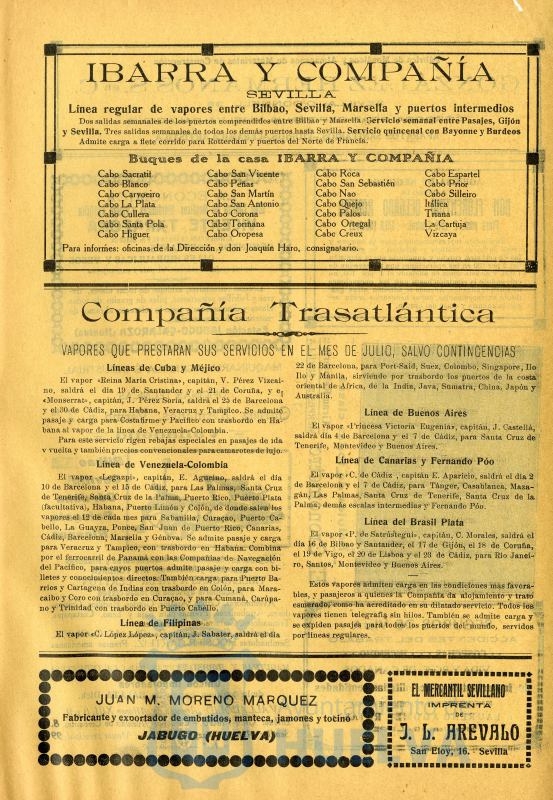 IBARRA Y COMPAÑÍA
SEVILLA
Línea regular de vapores entre Bilbao, Sevilla, Marsella y puertos intermedios
Dos salidas semanales de los puertos comprendidos entre Bilbao y Marsella. Servicio semanal entre Pasajes, Gijón
y Sevilla. Tres salidas semanales de todos los demás puertos hasta Sevilla. Servicio quincenal con Bayonne y Burdeos
Admite carga a flete corrido para Rotterdam y puertos del Norte de Francia.
Buques de la casa IBARRA Y COMPAÑIA
Cabo Sacratil
Cabo Blanco
Cabo Carvoeiro
Cabo La Plata
Cabo Cullera
Cabo Santa Pola
Cabo Higuer
Cabo San Vicente
Cabo Peñas
Cabo San Martín
Cabo San Antonio
Cabo Corona
Cabo Toriñana
Cabo Oropesa
Cabo Roca
Cabo San Sebastián
Cabo Nao
Cabo Quejo
Cabo Palos
Cabo Ortegal
Cabo Creux
Cabo Espartel
Cabo Prior
Cabo Silleiro
Itálica
Triana
La Cartuja
Vizcaya
Para informes: oficinas de la Dirección y don Joaquín Haro, consignatario.
Compañía Trasatlántica
VAPORES QUE PRESTARAN SUS SERVICIOS EN EL MES DE JULIO, SALVO CONTINGENCIAS
Líneas de Cuba y Méjico
El vapor «Reina María Cristina», capitán, V. Pérez Vizcai-
no, saldrá el día 19 de Santander y el 21 de Coruña, y el
«Monserrat», capitán, J. Pérez Soria, saldrá el 25 de Barcelona
y el 30 de Cádiz, para Habana, Veracruz y Tampico. Se admite
pasaje y carga para Costafirme y Pacífico con trasbordo en Ha-
bana al vapor de la línea de Venezuela-Colombia.
Para este servicio rigen rebajas especiales en pasajes de ida
y vuelta y también precios convencionales para camarotes de lujo.
Línea de Venezuela-Colombia
El vapor «Legazpi», capitán, E. Agucino, saldrá el día
10 de Barcelona y el 15 de Cádiz, para Las Palmas, Santa Cruz
de Tenerife, Santa Cruz de la Palma, Puerto Rico, Puerto Plata
(facultativa), Habana, Puerto Limón y Colón, de donde salen los
vapores el 12 de cada mes para Sabanilla, Curaçao, Puerto Ca-
bello, La Guayra, Ponce, San Juan de Puerto Rico, Canarias,
Cádiz, Barcelona, Marsella y Génova. Se admite pasaje y carga
para Veracruz y Tampico, con trasbordo en Habana. Combina
por el ferrocarril de Panamá con las Compañías de Navegación
del Pacífico, para cuyos puertos admite pasaje y carga con bi-
lletes y conocimientos directos. También carga para Puerto Ba-
rrios y Cartagena de Indias con trasbordo en Colón, para Mara-
caibo y Coro con trasbordo en Curaçao, y para Cumaná, Carúpa-
no y Trinidad con trasbordo en Puerto Cabello.
Línea de Filipinas
El vapor «C. López López», capitán, J. Sabater, saldrá el día
22 de Barcelona, para Port-Said, Suez, Colombo, Singapore, Ilo
Ilo y Mánila, sirviendo por trasbordo los puertos de la costa
oriental de Africa, de la India, Java, Sumatra, China, Japón y
Australia.
Línea de Buenos Aires
El vapor «Princesa Victoria Eugenia», capitán, J. Castellá,
saldrá día 4 de Barcelona y el 7 de Cádiz, para Santa Cruz de
Tenerife, Montevideo y Buenos Aires.
Línea de Canarias y Fernando Póo
El vapor «C. de Cádiz», capitán E. Aparicio, saldrá el día 2
de Barcelona y el 7 de Cádiz, para Tánger, Casablanca, Maza-
gán, Las Palmas, Santa Cruz de Tenerife, Santa Cruz de la
Palma, demás escalas intermedias y Fernando Póo.
Línea del Brasil Plata
El vapor «P. de Satrústegui», capitán, C. Morales, saldrá el
día 16 de Bilbao y Santander, el 17 de Gijón, el 18 de Coruña,
el 19 de Vigo, el 20 de Lisboa y el 23 de Cádiz, para Río Janei-
ro, Santos, Montevideo y Buenos Aires.
Estos vapores admiten carga en las condiciones más favora-
bles, y pasajeros a quienes la Compañía da alojamiento y trato
esmerado, como ha acreditado en su dilatado servicio. Todos los
vapores tienen telegrafía sin hilos. También se admite carga y
se expiden pasajes para todos los puertos del mundo, servidos
por líneas regulares.
JUAN M. MORENO MARQUEZ
Fabricante y exportador de embutidos, manteca, jamones y tocino
JABUGO (HUELVA)
EL MERCANTIL SEVILLANO
IMPRENTA
DE
J. L. AREVALO
San Eloy, 16. - Sevilla